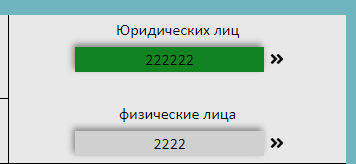 Юридических лиц
222222 »
физические лица
2222 »